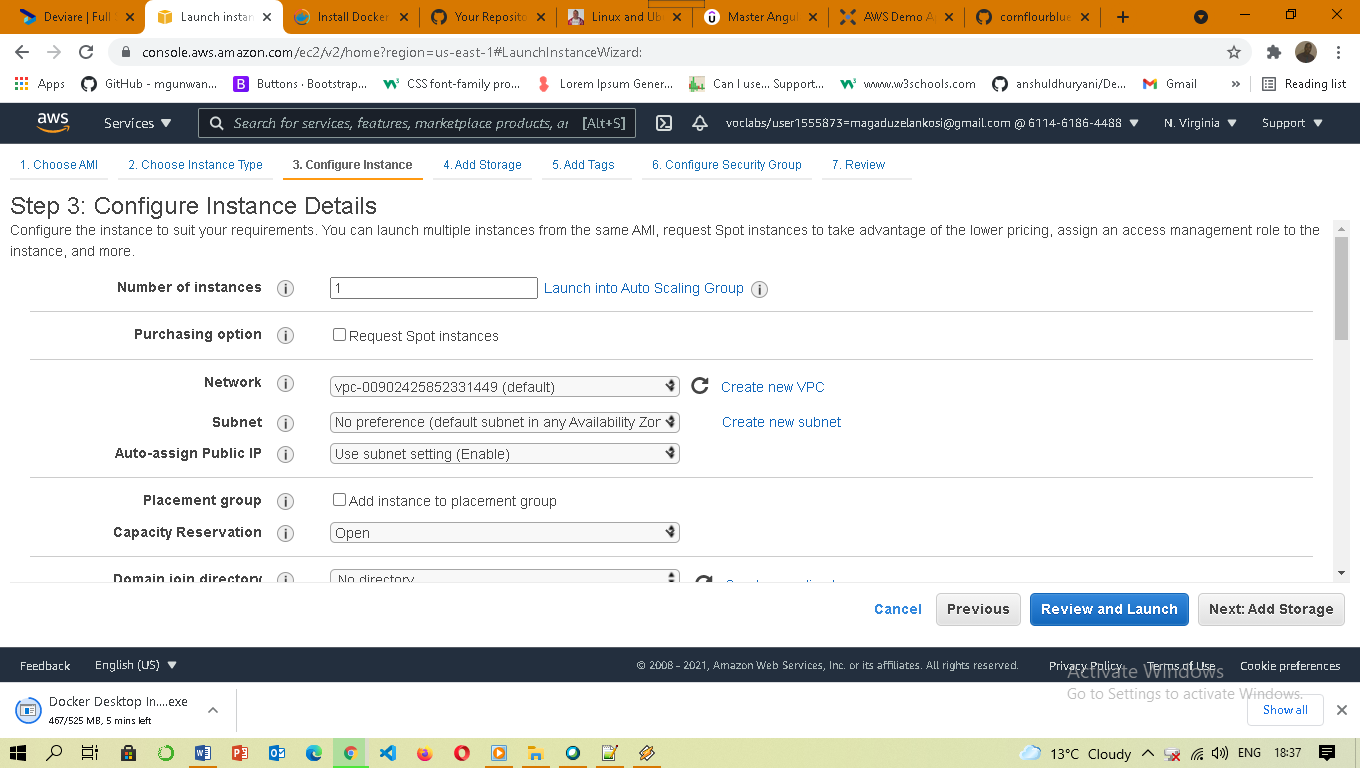 Deviare | Full S
Launch instan
Install Docker
Your Reposito
Linux and Ub
Master Angul
AWS Demo A
cornflourblue
console.aws.amazon.com/ec2/v2/home?region=us-east-1#LaunchInstanceWizard:
Apps
GitHub - mgunwan...
Buttons · Bootstrap...
CSS font-family pro...
Lorem Ipsum Gener...
Can I use... Support...
www.w3schools.com
anshuldhuryani/De...
Gmail
»
Reading list
aws
Services
Search for services, features, marketplace products, ar [Alt+S]
voclabs/user1555873=magaduzelankosi@gmail.com @ 6114-6186-4488
N. Virginia
Support
1. Choose AMI
2. Choose Instance Type
3. Configure Instance
4. Add Storage
5. Add Tags
6. Configure Security Group
7. Review
Step 3: Configure Instance Details
Configure the instance to suit your requirements. You can launch multiple instances from the same AMI, request Spot instances to take advantage of the lower pricing, assign an access management role to the
instance, and more.
Number of instances
1
Launch into Auto Scaling Group
Purchasing option
Request Spot instances
Network
vpc-00902425852331449 (default)
Create new VPC
Subnet
No preference (default subnet in any Availability Zor
Create new subnet
Auto-assign Public IP
Use subnet setting (Enable)
Placement group
Add instance to placement group
Capacity Reservation
Open
Domain join directory
No directory
Cancel
Previous
Review and Launch
Next: Add Storage
Feedback
English (US)
© 2008 - 2021, Amazon Web Services, Inc. or its affiliates. All rights reserved.
Privacy Policy
Terms of Use
Cookie preferences
Activate Windows
Go to Settings to activate Windows.
Docker Desktop In....exe
467/525 MB, 5 mins left
Show all
13°C Cloudy
ENG
18:37